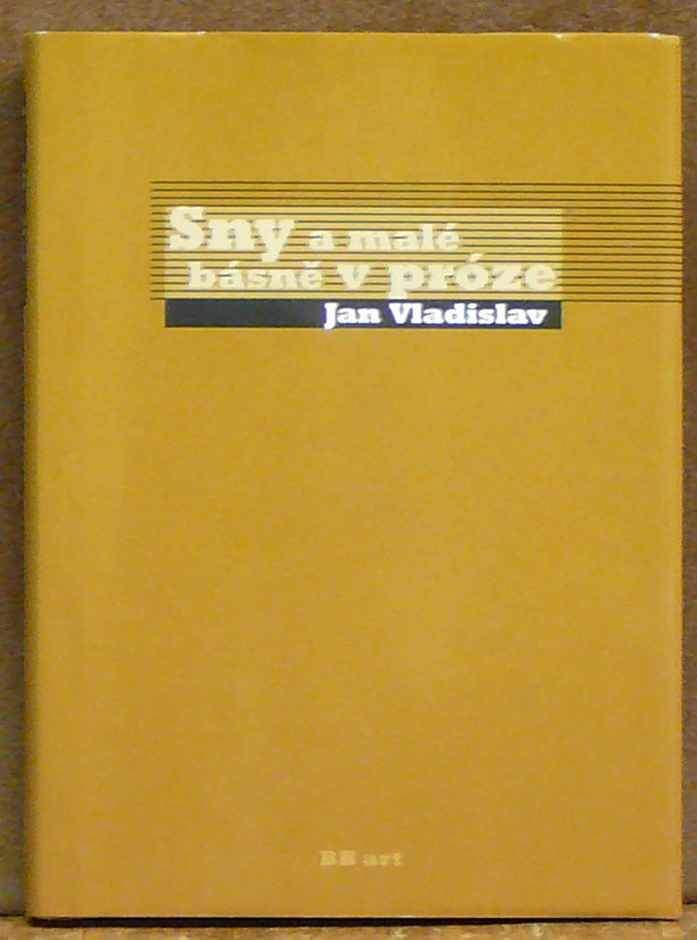 Sny a malé
básně v próze
Jan Vladislav
BB art